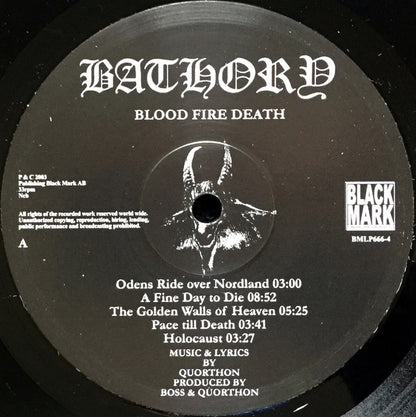 BATHORY
BLOOD FIRE DEATH
P & C 2003
Publishing Black Mark AB
33rpm
Ncb
All rights of the recorded work reserved world wide.
Unauthorized copying, reproduction, hiring, lending,
public performance and broadcasting prohibited.
A
BLACK
MARK
BMLP666-4
Odens Ride over Nordland 03:00
A Fine Day to Die 08:52
The Golden Walls of Heaven 05:25
Pace till Death 03:41
Holocaust 03:27
MUSIC & LYRICS
BY
QUORTHON
PRODUCED BY
BOSS & QUORTHON